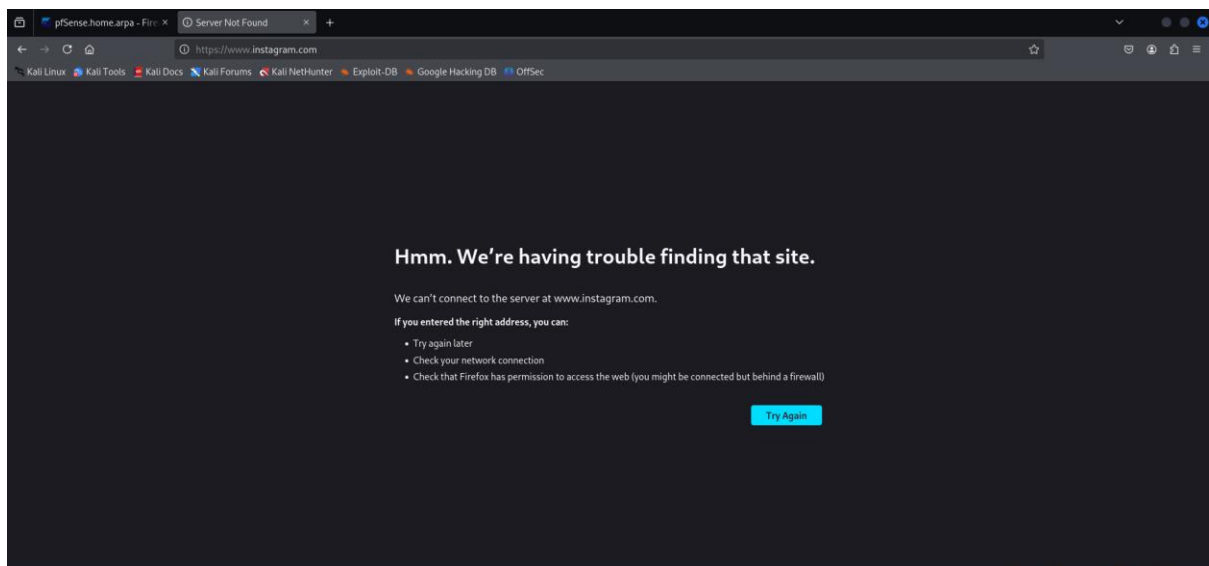 pfSense.home.arpa - Fire
Server Not Found
https://www.instagram.com
Kali Linux Kali Tools Kali Docs Kali Forums Kali NetHunter Exploit-DB Google Hacking DB OffSec
Hmm. We're having trouble finding that site.
We can't connect to the server at www.instagram.com.
If you entered the right address, you can:
Try again later
Check your network connection
Check that Firefox has permission to access the web (you might be connected but behind a firewall)
Try Again